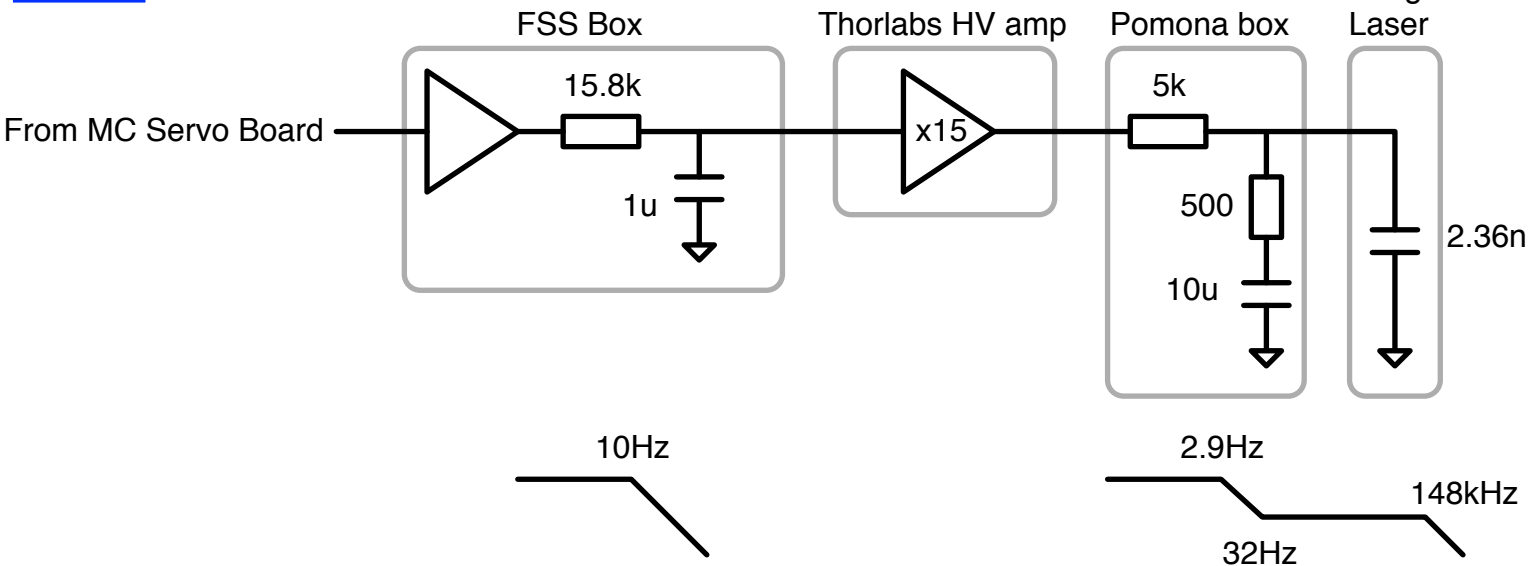 FSS Box
Thorlabs HV amp
Pomona box
Laser
15.8k
5k
From MC Servo Board
x15
1u
500
2.36n
10u
10Hz
2.9Hz
148kHz
32Hz